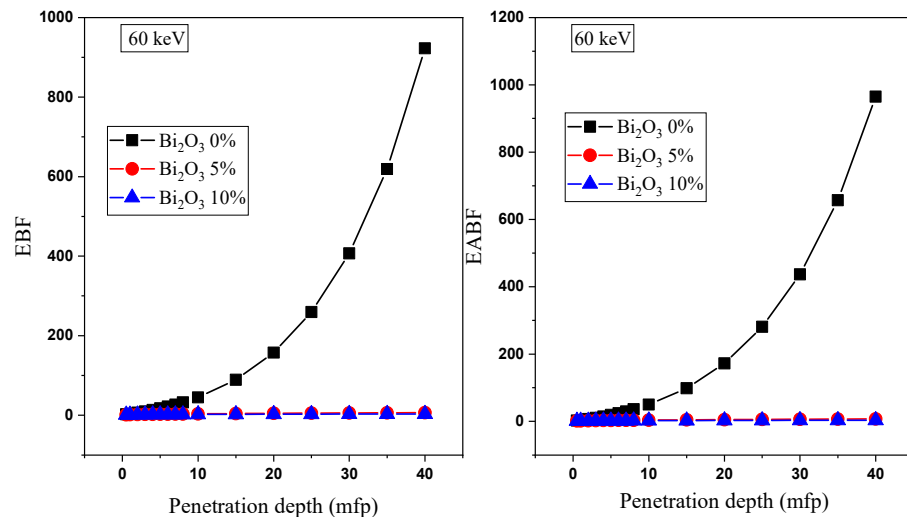 60 keV
Bi₂O₃ 0%
Bi₂O₃ 5%
Bi₂O₃ 10%
1000
800
600
400
200
0
EBF
0
10
20
30
40
Penetration depth (mfp)
60 keV
Bi₂O₃ 0%
Bi₂O₃ 5%
Bi₂O₃ 10%
1200
1000
800
600
400
200
0
EABF
0
10
20
30
40
Penetration depth (mfp)